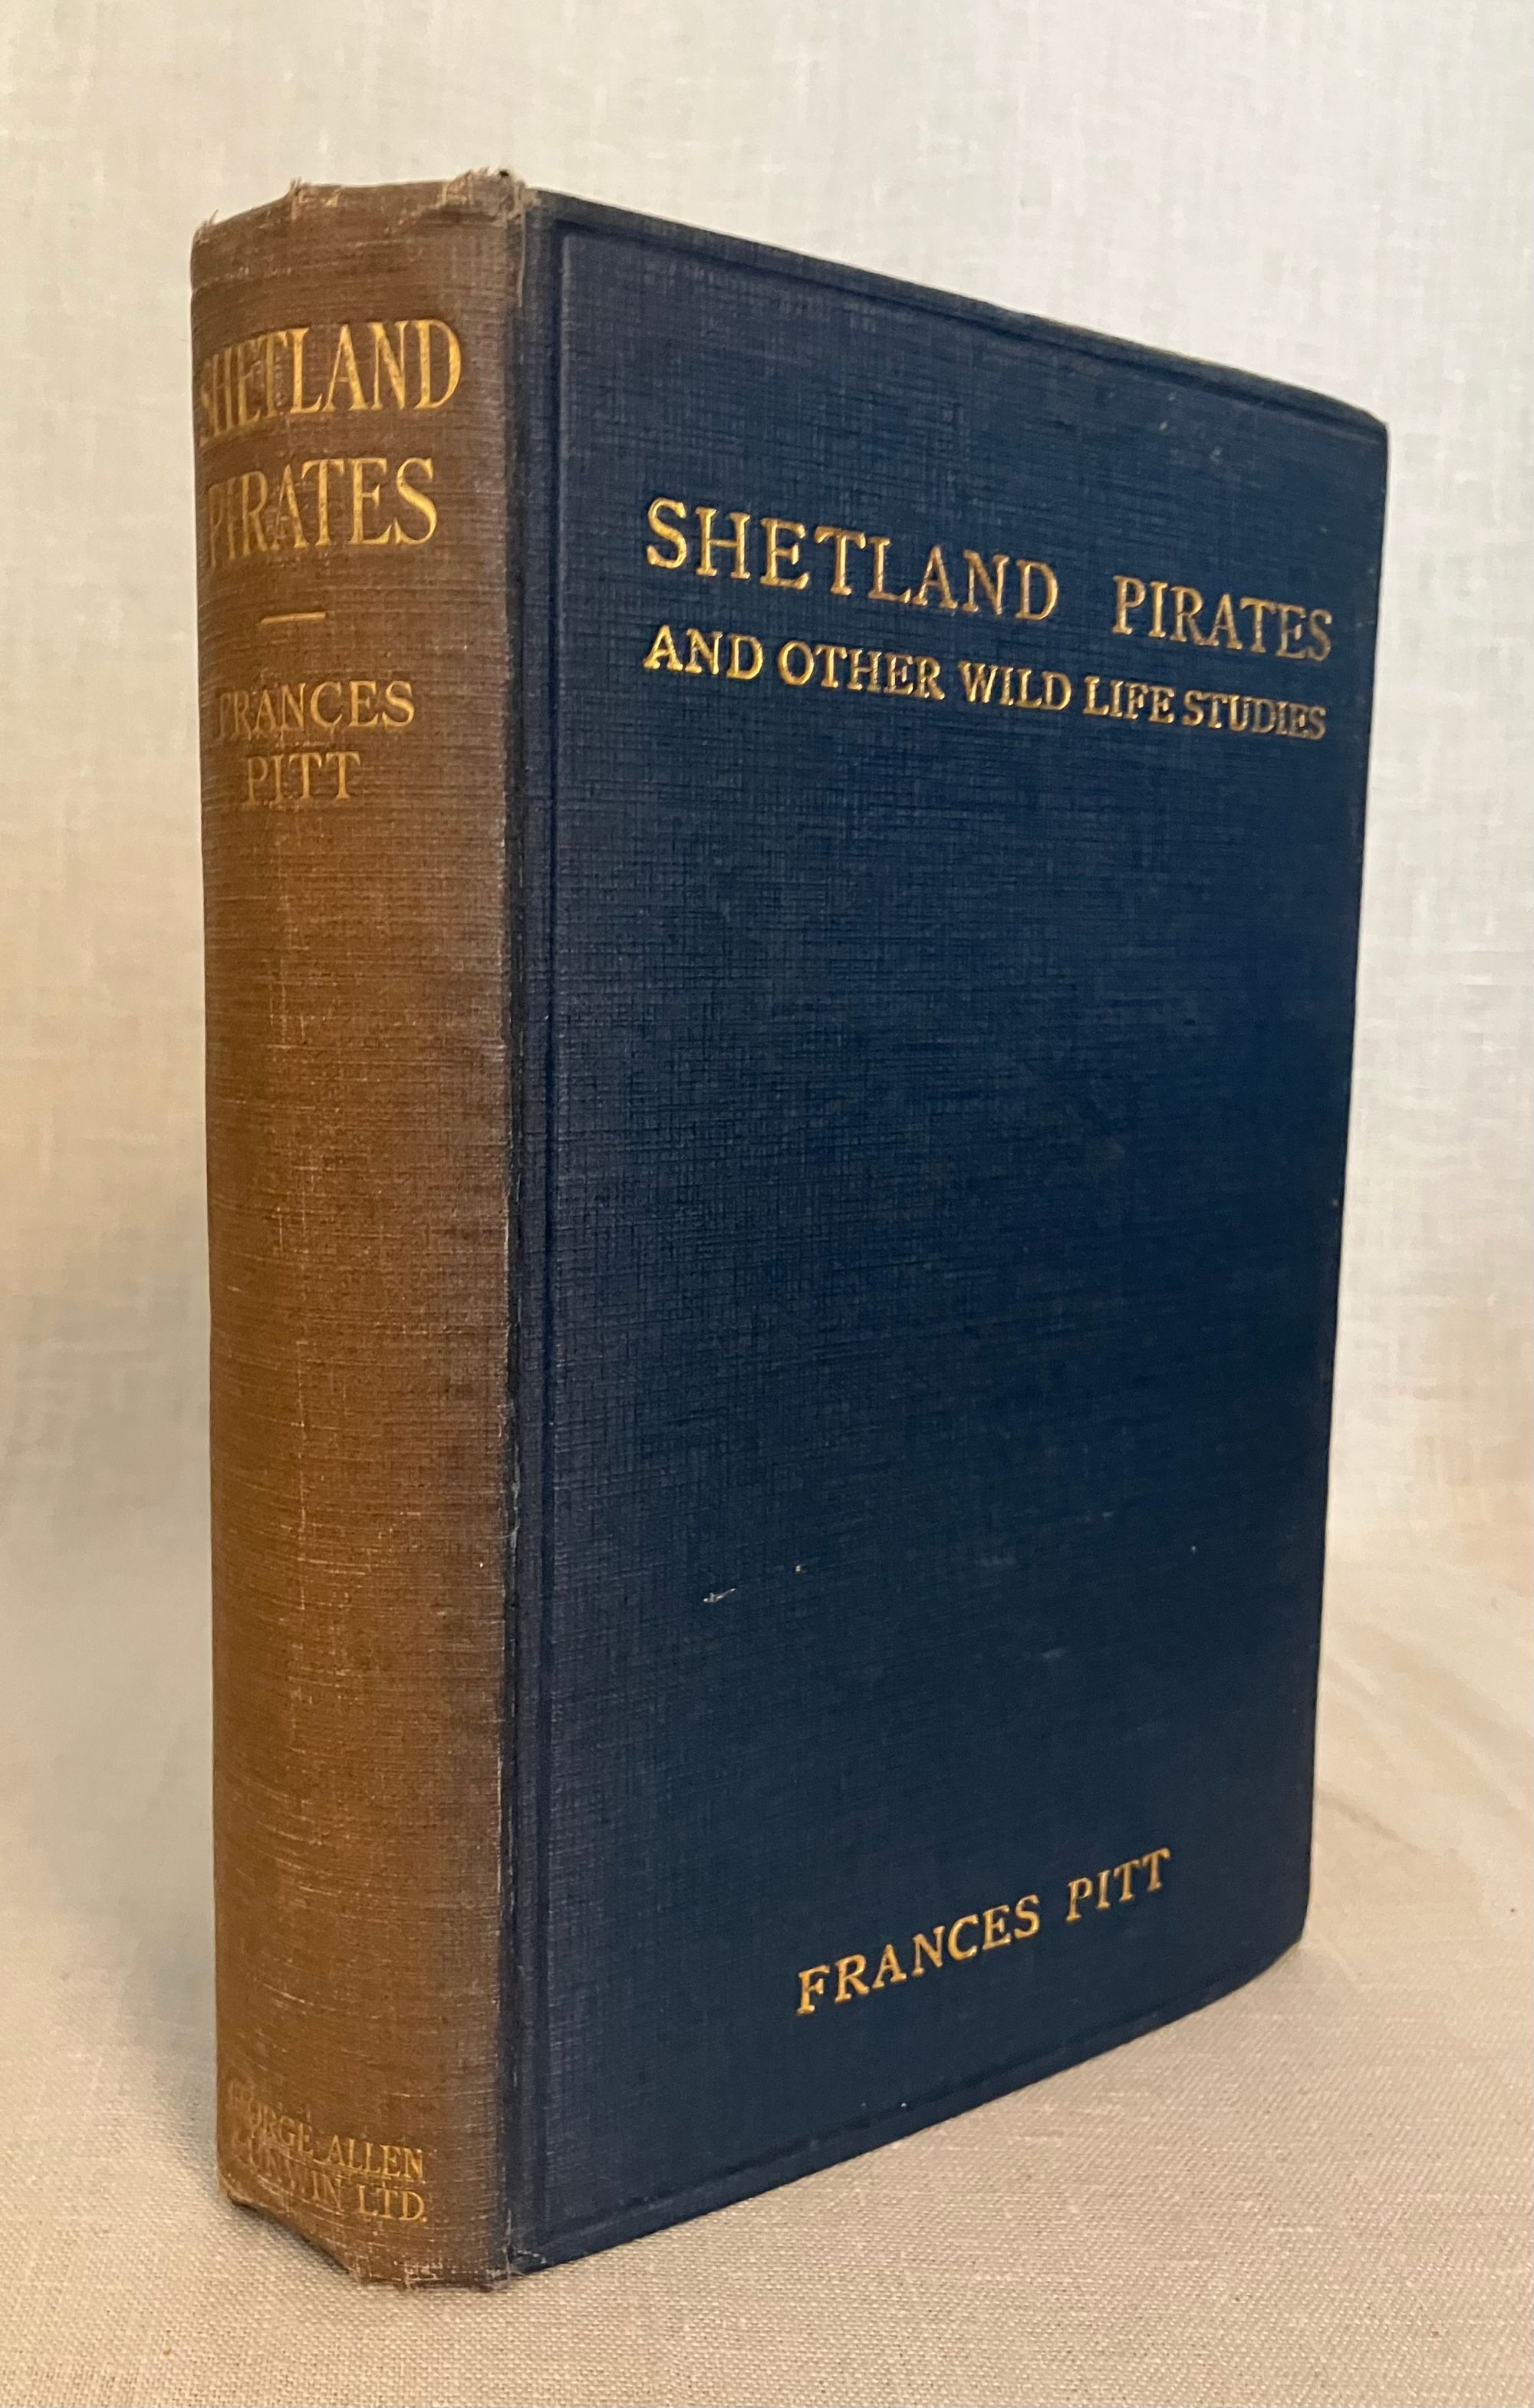 SHETLAND
PIRATES
FRANCES
PITT
GEORGE ALLEN
& UNWIN LTD.
SHETLAND PIRATES
AND OTHER WILD LIFE STUDIES
FRANCES PITT